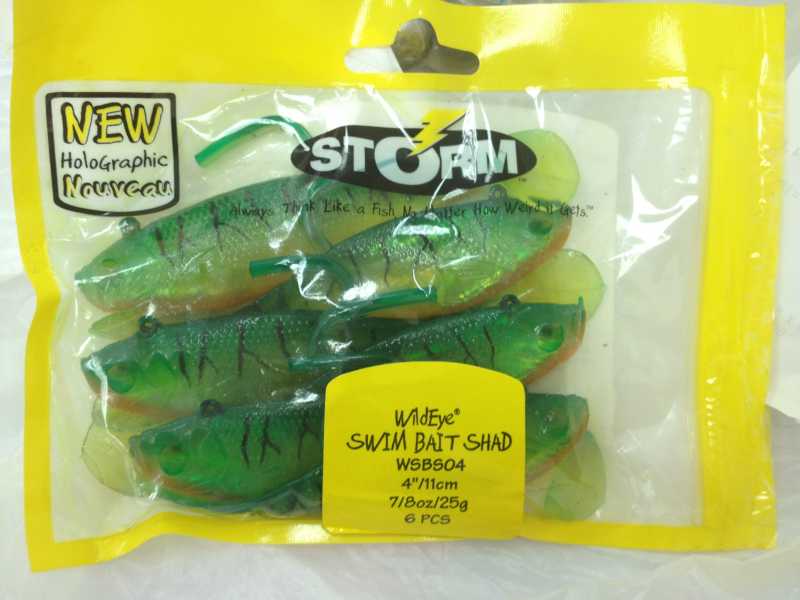 NEW
HoloGraphic
Nouveau
STORM™
Always Think Like a Fish No Matter How Weird it Gets.™
WildEye®
SWIM BAIT SHAD
WSBS04
4"/11cm
7/8oz/25g
6 PCS